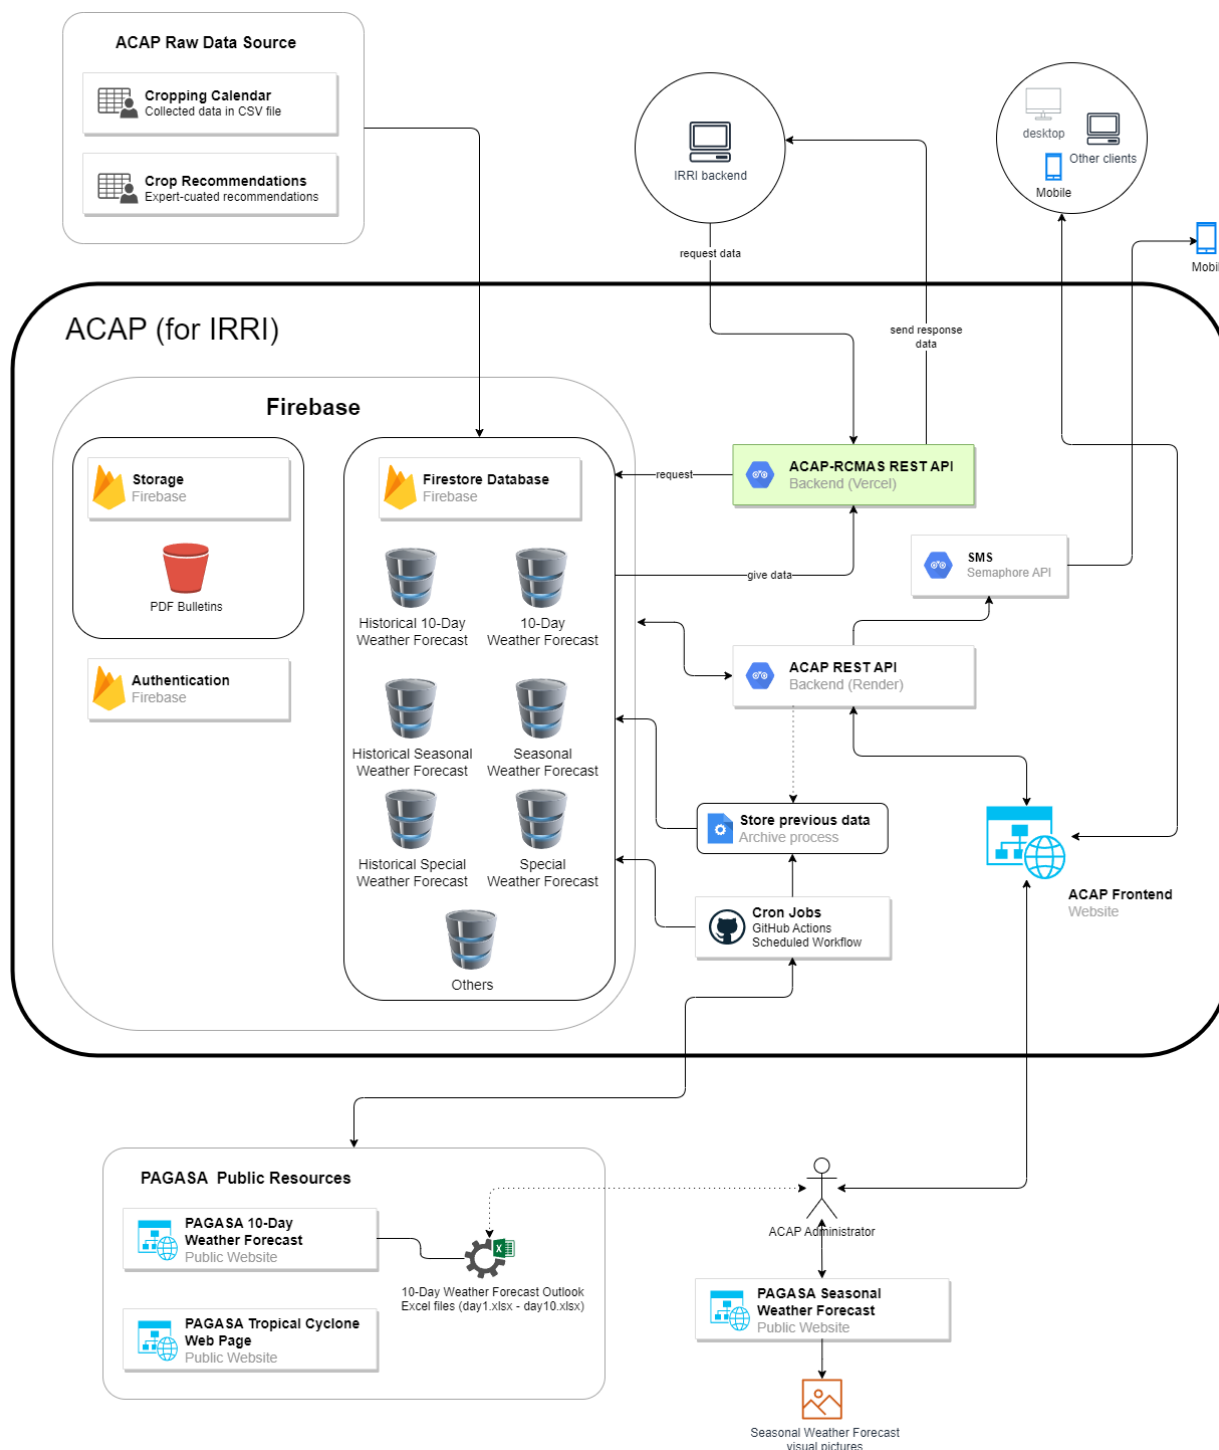 ACAP Raw Data Source
Cropping Calendar
Collected data in CSV file
Crop Recommendations
Expert-cuated recommendations
IRRI backend
desktop
Other clients
Mobile
request data
Mobil
ACAP (for IRRI)
send response
data
Firebase
Storage
Firebase
PDF Bulletins
Authentication
Firebase
Firestore Database
Firebase
Historical 10-Day
Weather Forecast
10-Day
Weather Forecast
Historical Seasonal
Weather Forecast
Seasonal
Weather Forecast
Historical Special
Weather Forecast
Special
Weather Forecast
Others
request
give data
ACAP-RCMAS REST API
Backend (Vercel)
SMS
Semaphore API
ACAP REST API
Backend (Render)
Store previous data
Archive process
Cron Jobs
GitHub Actions
Scheduled Workflow
ACAP Frontend
Website
PAGASA Public Resources
PAGASA 10-Day
Weather Forecast
Public Website
PAGASA Tropical Cyclone
Web Page
Public Website
10-Day Weather Forecast Outlook
Excel files (day1.xlsx - day10.xlsx)
ACAP Administrator
PAGASA Seasonal
Weather Forecast
Public Website
Seasonal Weather Forecast
visual pictures